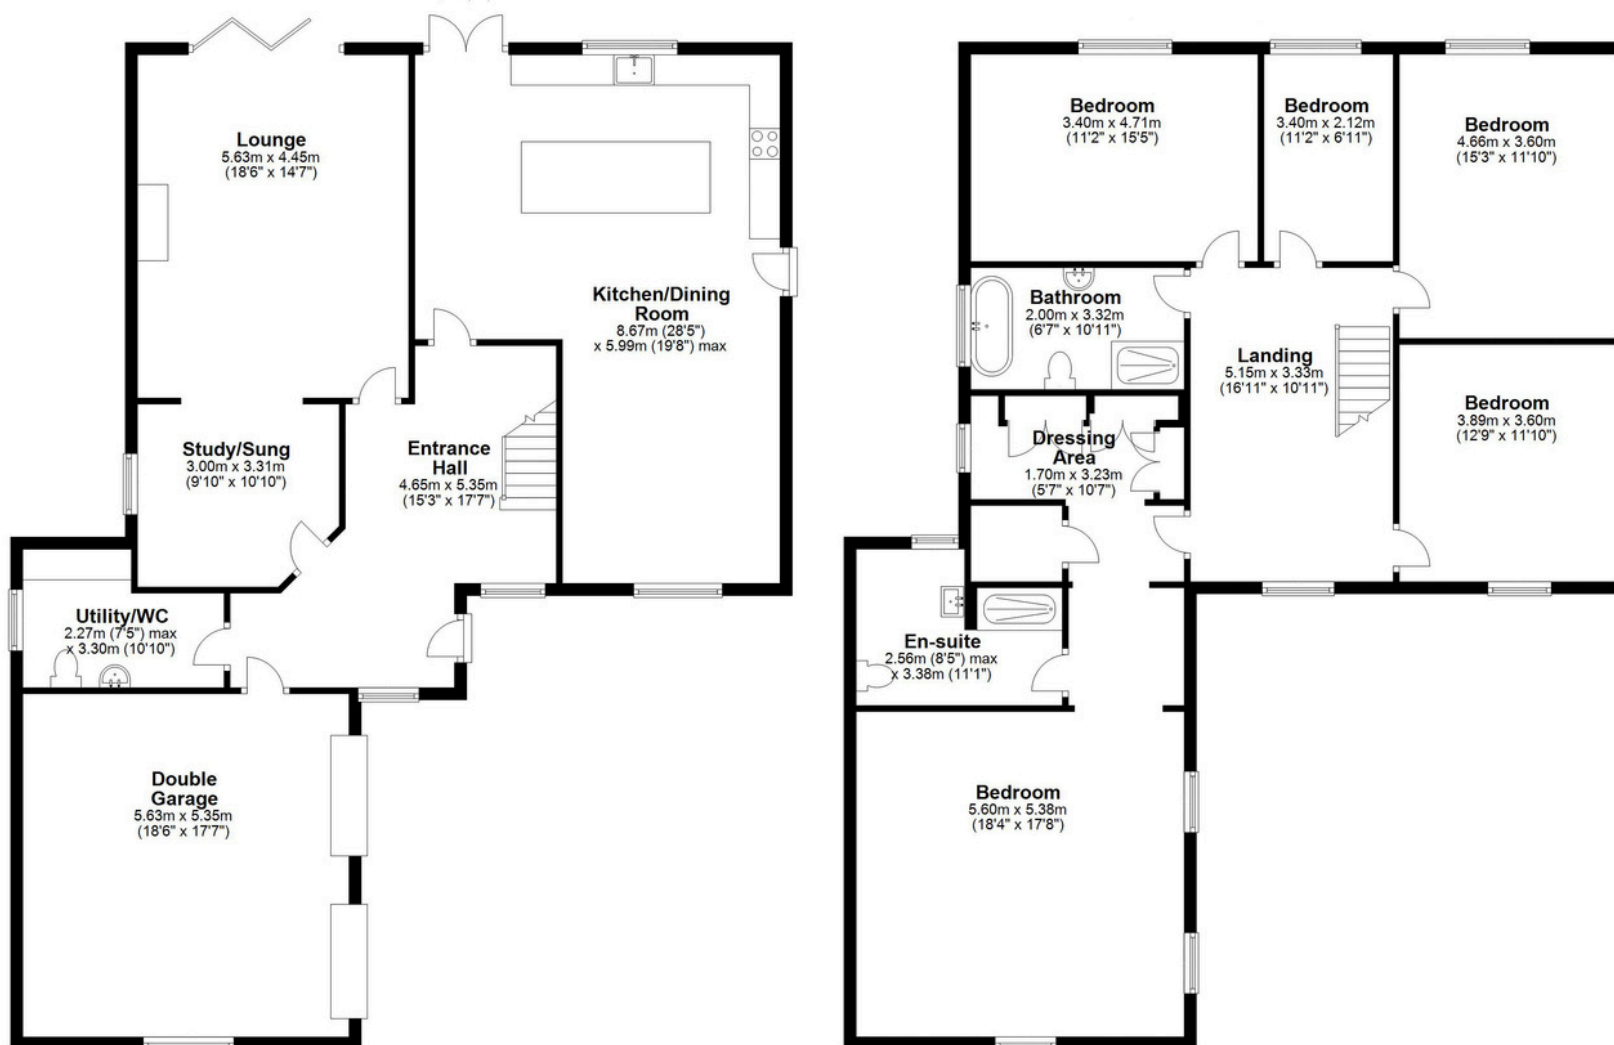 Lounge
5.63m x 4.45m
(18'6" x 14'7")
Kitchen/Dining
Room
8.67m (28'5")
x 5.99m (19'8") max
Study/Sung
3.00m x 3.31m
(9'10" x 10'10")
Entrance
Hall
4.65m x 5.35m
(15'3" x 17'7")
Utility/WC
2.27m (7'5") max
x 3.30m (10'10")
Double
Garage
5.63m x 5.35m
(18'6" x 17'7")
Bedroom
3.40m x 4.71m
(11'2" x 15'5")
Bedroom
3.40m x 2.12m
(11'2" x 6'11")
Bedroom
4.66m x 3.60m
(15'3" x 11'10")
Bathroom
2.00m x 3.32m
(6'7" x 10'11")
Landing
5.15m x 3.33m
(16'11" x 10'11")
Bedroom
3.89m x 3.60m
(12'9" x 11'10")
Dressing
Area
1.70m x 3.23m
(5'7" x 10'7")
En-suite
2.56m (8'5") max
x 3.38m (11'1")
Bedroom
5.60m x 5.38m
(18'4" x 17'8")